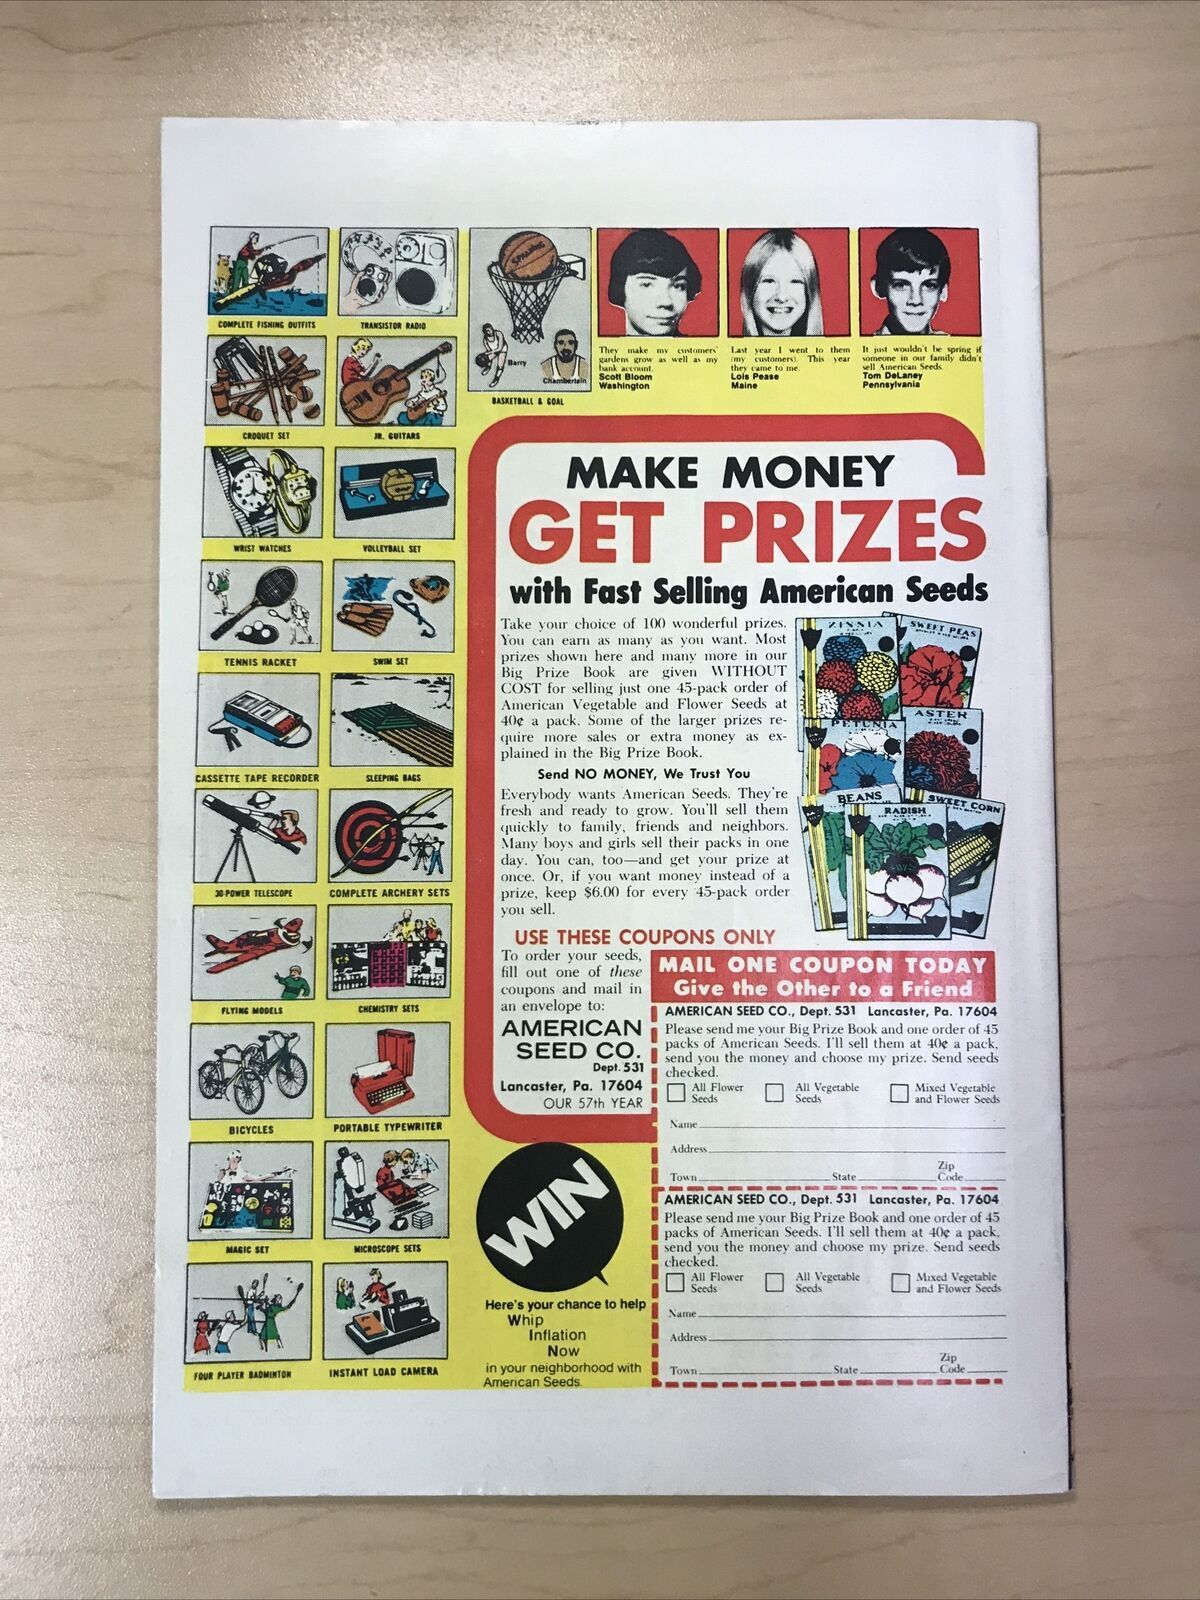 COMPLETE FISHING OUTFITS
TRANSISTOR RADIO
CROQUET SET
JR. GUITARS
WRIST WATCHES
VOLLEYBALL SET
TENNIS RACKET
SWIM SET
CASSETTE TAPE RECORDER
SLEEPING BAGS
30-POWER TELESCOPE
COMPLETE ARCHERY SETS
FLYING MODELS
CHEMISTRY SETS
BICYCLES
PORTABLE TYPEWRITER
MAGIC SET
MICROSCOPE SETS
FOUR PLAYER BADMINTON
INSTANT LOAD CAMERA
SPALDING
Barry
Chamberlain
BASKETBALL & GOAL
They make my customers'
gardens grow as well as my
bank account.
Scott Bloom
Washington
Last year I went to them
(my customers). This year
they came to me.
Lois Pease
Maine
It just wouldn't be spring if
someone in our family didn't
sell American Seeds.
Tom DeLaney
Pennsylvania
MAKE MONEY
GET PRIZES
with Fast Selling American Seeds
Take your choice of 100 wonderful prizes.
You can earn as many as you want. Most
prizes shown here and many more in our
Big Prize Book are given WITHOUT
COST for selling just one 45-pack order of
American Vegetable and Flower Seeds at
40¢ a pack. Some of the larger prizes re-
quire more sales or extra money as ex-
plained in the Big Prize Book.
Send NO MONEY, We Trust You
Everybody wants American Seeds. They're
fresh and ready to grow. You'll sell them
quickly to family, friends and neighbors.
Many boys and girls sell their packs in one
day. You can, too—and get your prize at
once. Or, if you want money instead of a
prize, keep $6.00 for every 45-pack order
you sell.
ZINNIA
SWEET PEAS
PETUNIA
ASTER
BEANS
RADISH
SWEET CORN
USE THESE COUPONS ONLY
To order your seeds,
fill out one of these
coupons and mail in
an envelope to:
AMERICAN
SEED CO.
Dept. 531
Lancaster, Pa. 17604
OUR 57th YEAR
MAIL ONE COUPON TODAY
Give the Other to a Friend
AMERICAN SEED CO., Dept. 531 Lancaster, Pa. 17604
Please send me your Big Prize Book and one order of 45
packs of American Seeds. I'll sell them at 40¢ a pack,
send you the money and choose my prize. Send seeds
checked.
All Flower Seeds
All Vegetable Seeds
Mixed Vegetable and Flower Seeds
Name
Address
Town State Zip Code
AMERICAN SEED CO., Dept. 531 Lancaster, Pa. 17604
Please send me your Big Prize Book and one order of 45
packs of American Seeds. I'll sell them at 40¢ a pack,
send you the money and choose my prize. Send seeds
checked.
All Flower Seeds
All Vegetable Seeds
Mixed Vegetable and Flower Seeds
Name
Address
Town State Zip Code
WIN
Here's your chance to help
Whip
Inflation
Now
in your neighborhood with
American Seeds.